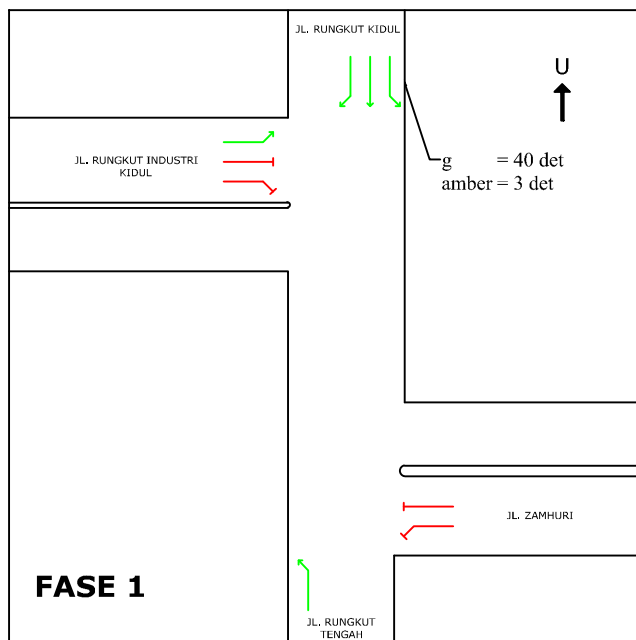 JL. RUNGKUT KIDUL
U
JL. RUNGKUT INDUSTRI
KIDUL
g = 40 det
amber = 3 det
JL. ZAMHURI
FASE 1
JL. RUNGKUT
TENGAH